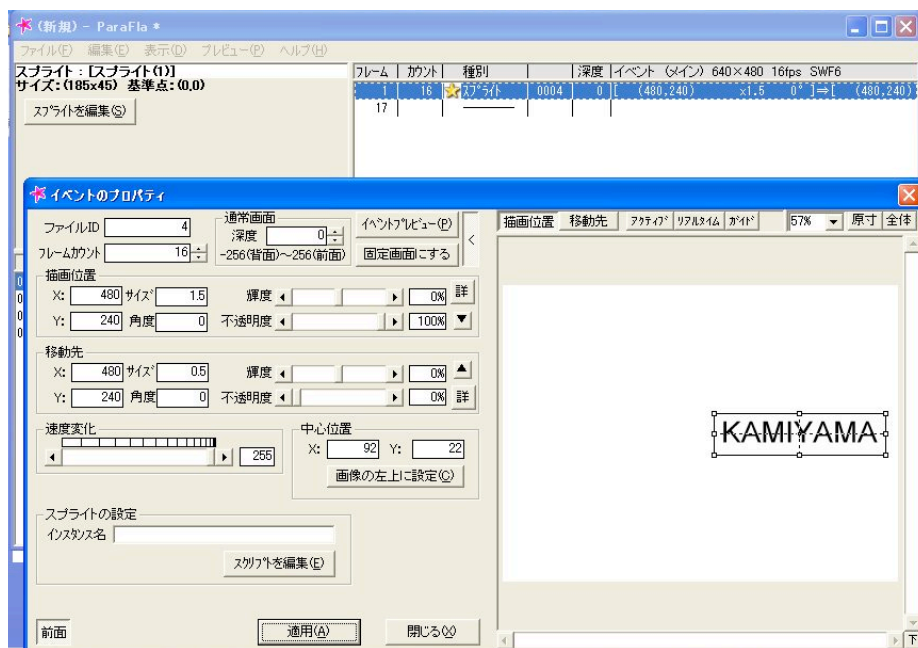 (新規) - ParaFla *
ファイル(F) 編集(E) 表示(D) プレビュー(P) ヘルプ(H)
スプライト:[スプライト(1)]
サイズ:(185x45) 基準点:(0,0)
スプライトを編集(S)
フレーム カウント 種別 深度 イベント (メイン) 640×480 16fps SWF6
1 16 スプライト 0004 0 [ (480,240) x1.5 0° ]⇒[ (480,240)
17
イベントのプロパティ
ファイルID 4
フレームカウント 16
通常画面
深度 0
-256(背面)~256(前面)
イベントプレビュー(P)
固定画面にする
<
描画位置
X: 480 サイズ 1.5 輝度 0% 詳
Y: 240 角度 0 不透明度 100% ▼
移動先
X: 480 サイズ 0.5 輝度 0% ▲
Y: 240 角度 0 不透明度 0% 詳
速度変化
255
中心位置
X: 92 Y: 22
画像の左上に設定(C)
スプライトの設定
インスタンス名
スクリプトを編集(E)
前面 適用(A) 閉じる(X)
描画位置 移動先 アクティブ リアルタイム ガイド 57% 原寸 全体
KAMIYAMA
下